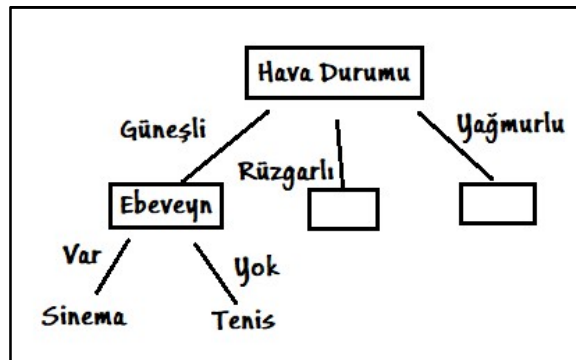 Hava Durumu
Güneşli
Rüzgarlı
Yağmurlu
Ebeveyn
Var
Yok
Sinema
Tenis